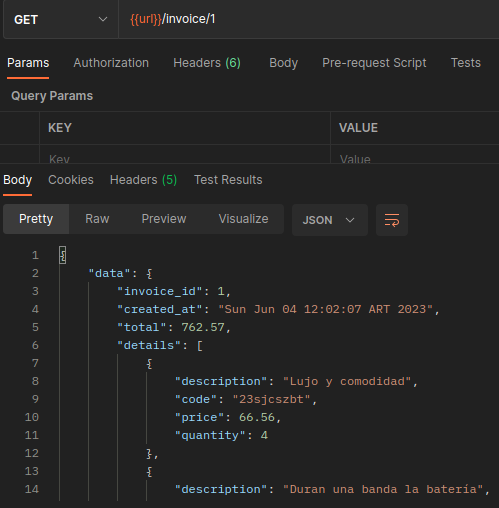 GET {{url}}/invoice/1
Params Authorization Headers (6) Body Pre-request Script Tests
Query Params
KEY VALUE
Key Value
Body Cookies Headers (5) Test Results
Pretty Raw Preview Visualize JSON
1 {
2 "data": {
3 "invoice_id": 1,
4 "created_at": "Sun Jun 04 12:02:07 ART 2023",
5 "total": 762.57,
6 "details": [
7 {
8 "description": "Lujo y comodidad",
9 "code": "23sjcszbt",
10 "price": 66.56,
11 "quantity": 4
12 },
13 {
14 "description": "Duran una banda la batería",